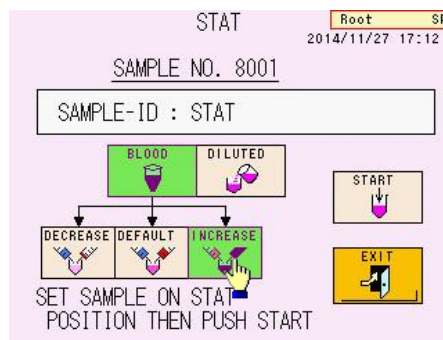 STAT
Root
2014/11/27 17:12
SAMPLE NO. 8001
SAMPLE-ID : STAT
BLOOD
DILUTED
START
DECREASE
DEFAULT
INCREASE
EXIT
SET SAMPLE ON STAT
POSITION THEN PUSH START